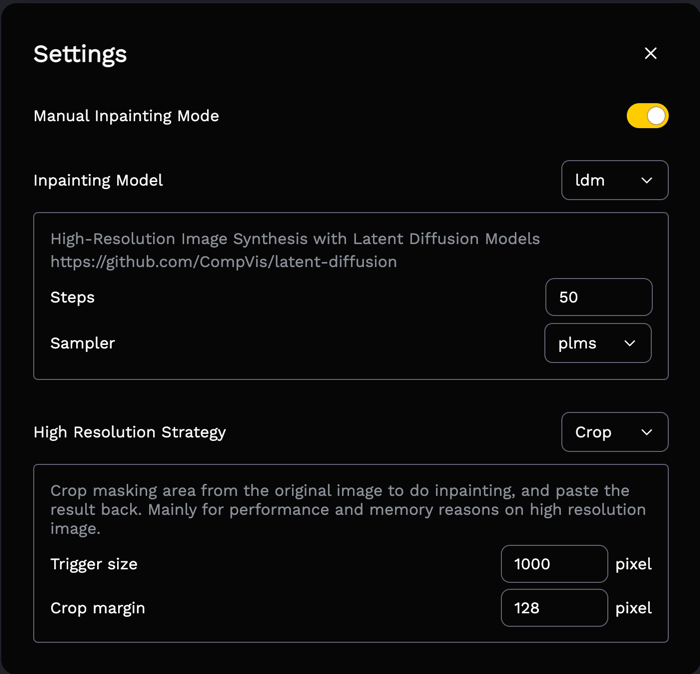 Settings
Manual Inpainting Mode
Inpainting Model
ldm
High-Resolution Image Synthesis with Latent Diffusion Models
https://github.com/CompVis/latent-diffusion
Steps
50
Sampler
plms
High Resolution Strategy
Crop
Crop masking area from the original image to do inpainting, and paste the
result back. Mainly for performance and memory reasons on high resolution
image.
Trigger size
1000 pixel
Crop margin
128 pixel